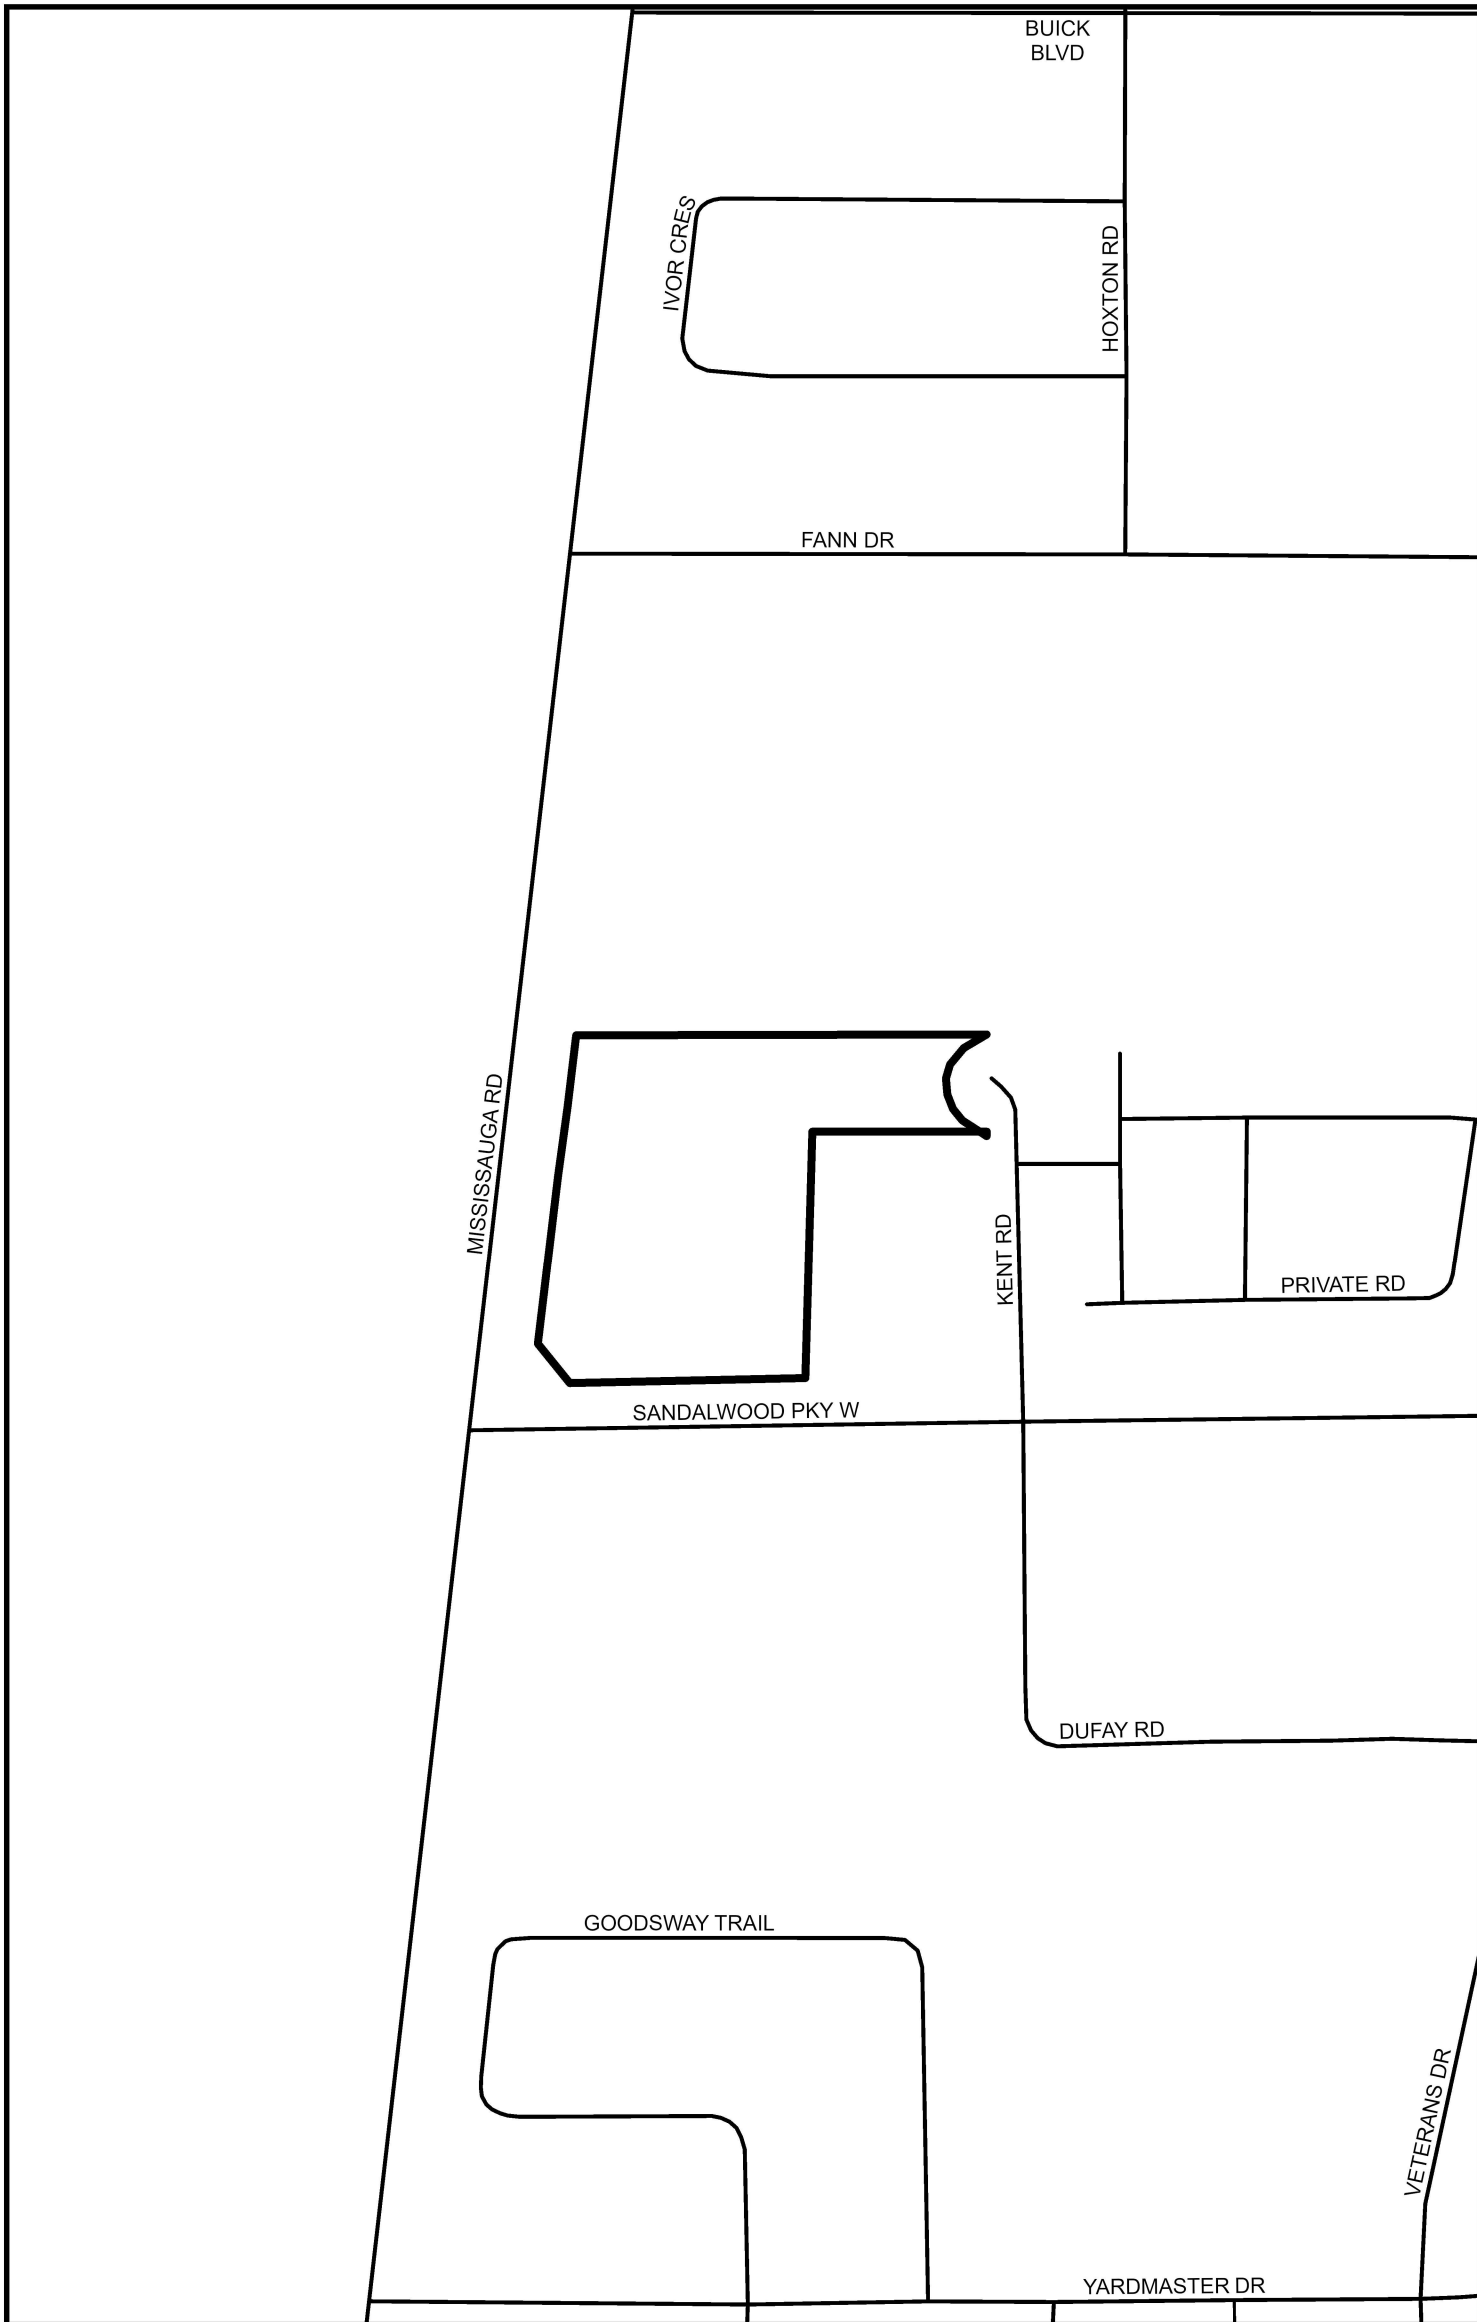 BUICK
BLVD
IVOR CRES
HOXTON RD
FANN DR
MISSISSAUGA RD
KENT RD
PRIVATE RD
SANDALWOOD PKY W
DUFAY RD
GOODSWAY TRAIL
VETERANS DR
YARDMASTER DR